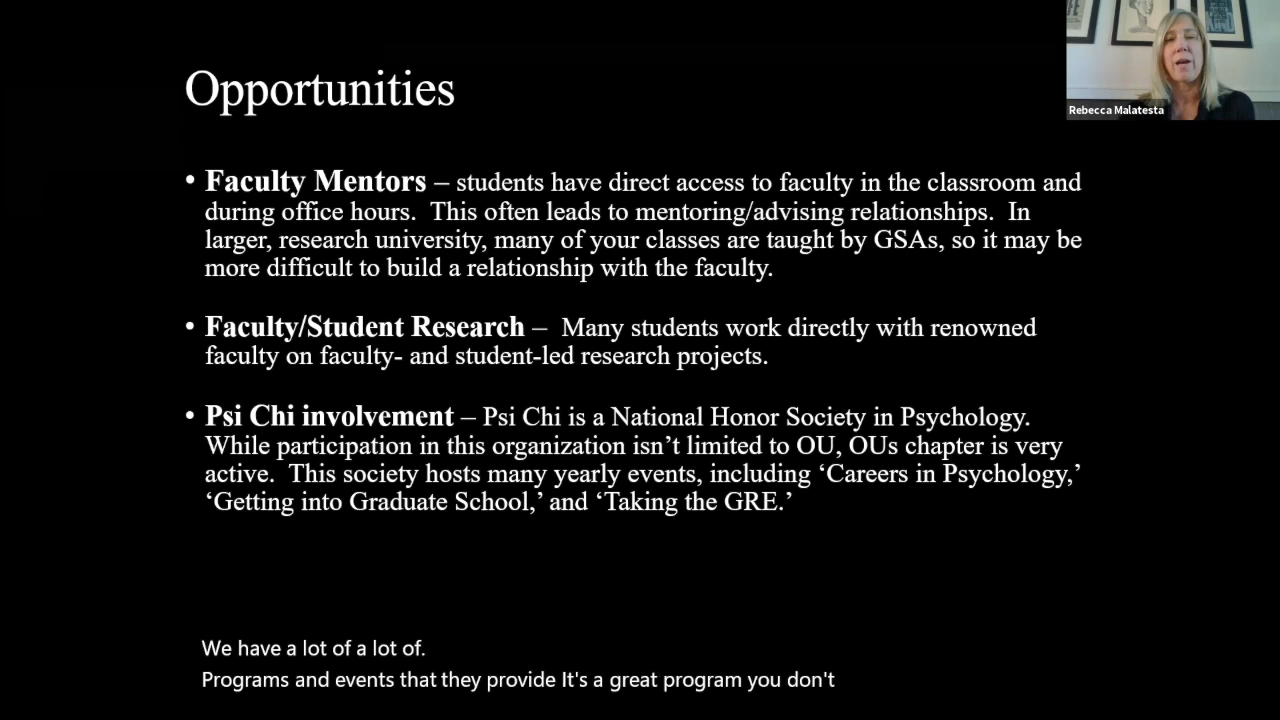 Opportunities
Rebecca Malatesta
• Faculty Mentors – students have direct access to faculty in the classroom and
during office hours.  This often leads to mentoring/advising relationships.  In
larger, research university, many of your classes are taught by GSAs, so it may be
more difficult to build a relationship with the faculty.
• Faculty/Student Research –  Many students work directly with renowned
faculty on faculty- and student-led research projects.
• Psi Chi involvement – Psi Chi is a National Honor Society in Psychology.
While participation in this organization isn’t limited to OU, OUs chapter is very
active.  This society hosts many yearly events, including ‘Careers in Psychology,’
‘Getting into Graduate School,’ and ‘Taking the GRE.’
We have a lot of a lot of.
Programs and events that they provide It's a great program you don't